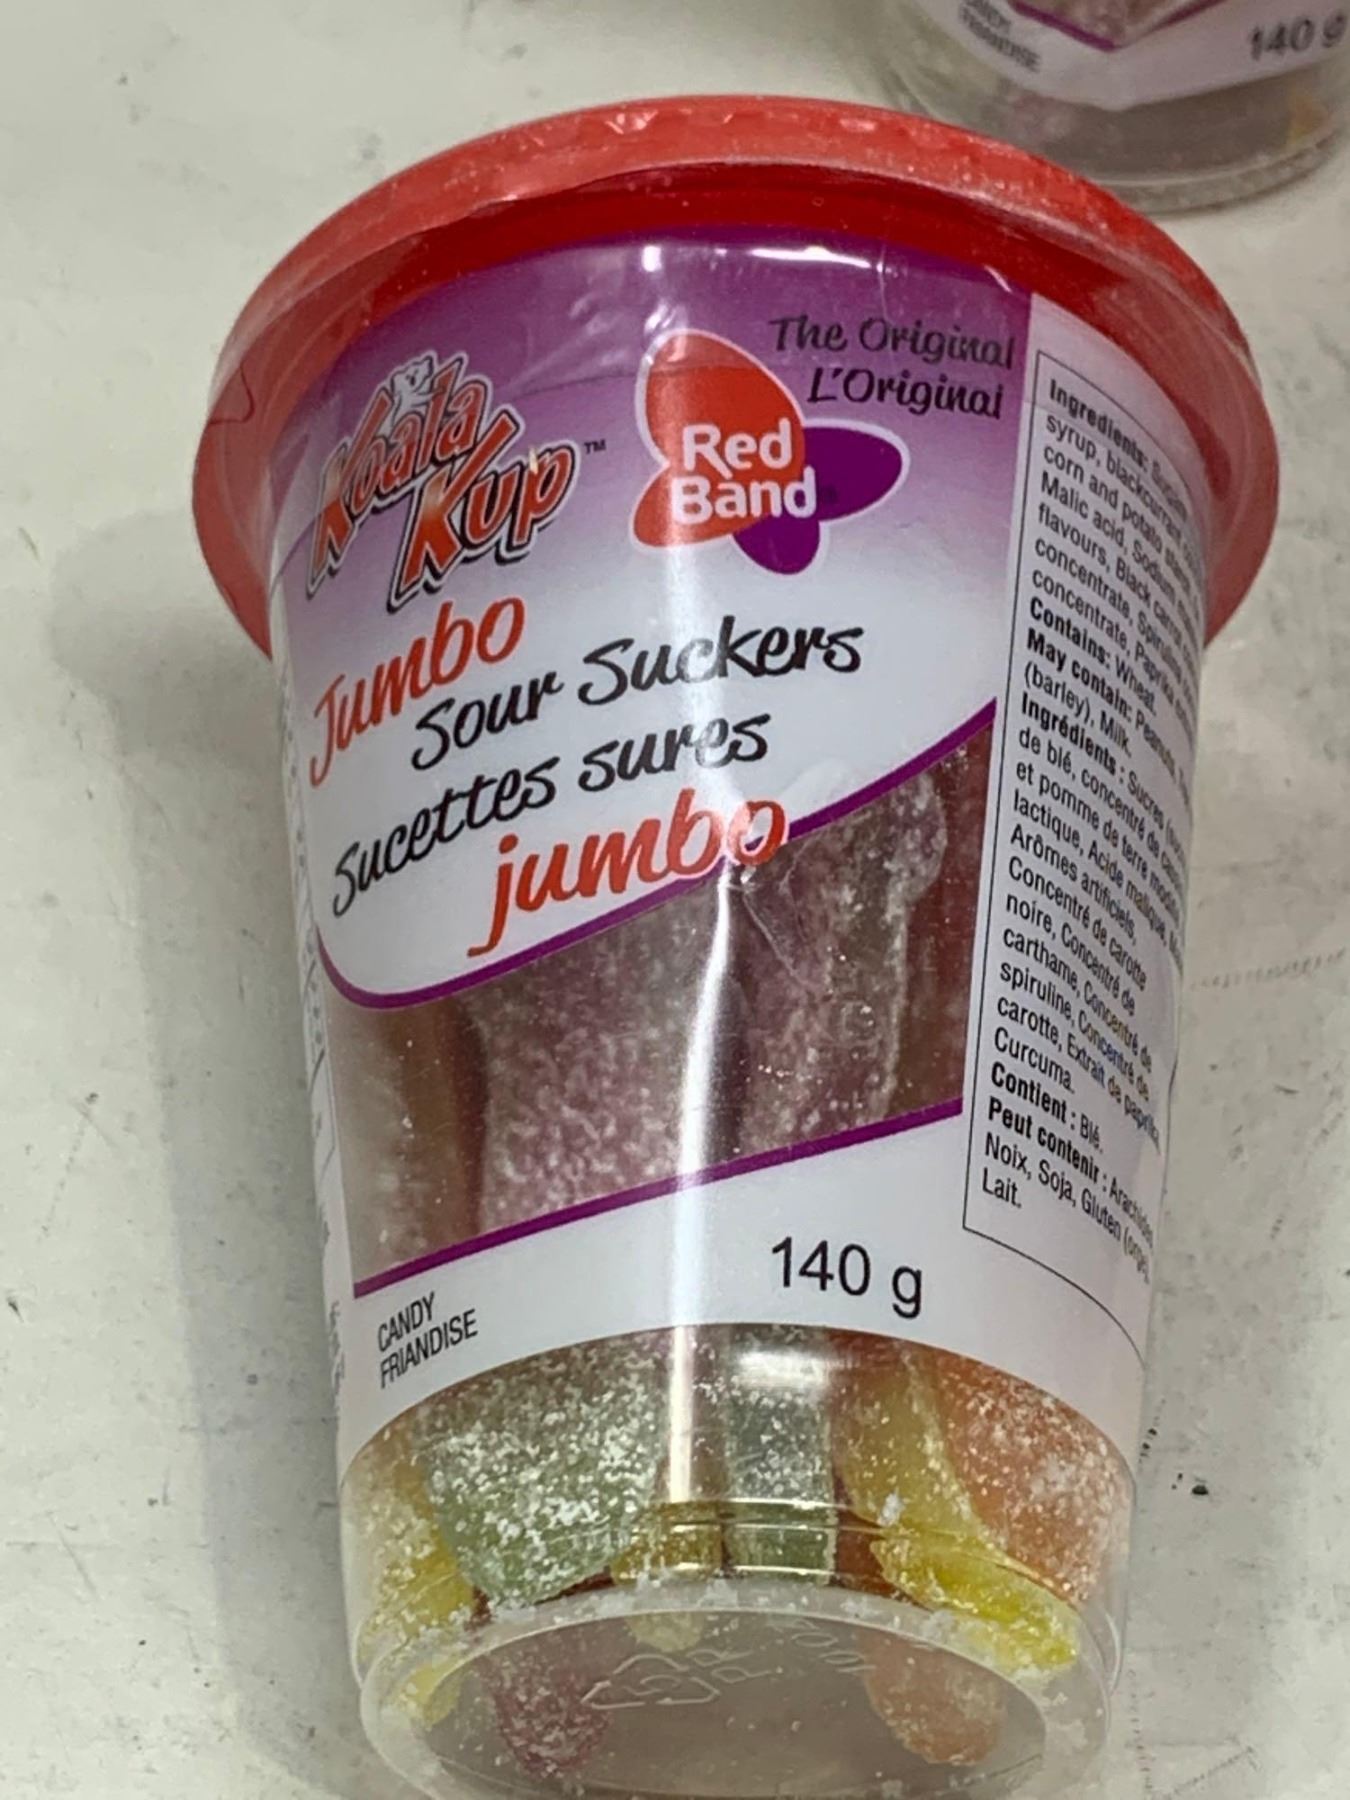 CANDY
FRIANDISE
140 g
Koala
Kup™
Red
Band
The Original
L'Original
Jumbo
Sour Suckers
Sucettes sures
jumbo
140 g
CANDY
FRIANDISE
Ingredients:
syrup, blackcurrant
corn and potato
Malic acid, Sodium
flavours, Black carrot
concentrate,
concentrate, Paprika
Contains: Wheat.
May contain: Peanuts,
(barley), Milk.
Ingrédients : Sucres
de blé, concentré de
et pomme de terre
lactique, Acide malique,
Arômes artificiels,
Concentré de carotte
noire, Concentré de
carthame, Concentré de
spiruline, Concentré de
carotte, Extrait de paprika,
Curcuma.
Contient : Blé.
Peut contenir : Arachides,
Noix, Soja, Gluten (orge),
Lait.